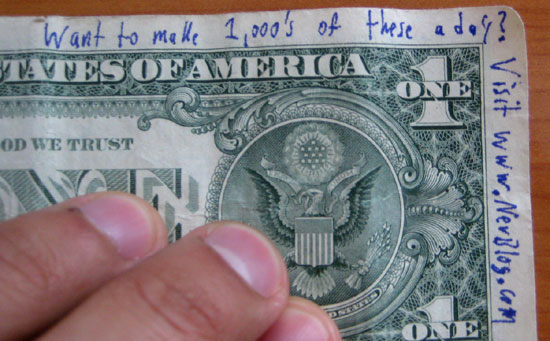 Want to make 1,000's of these a day?
Visit www.NevBlog.com
STATES OF AMERICA
1
ONE
OD WE TRUST
1
ONE